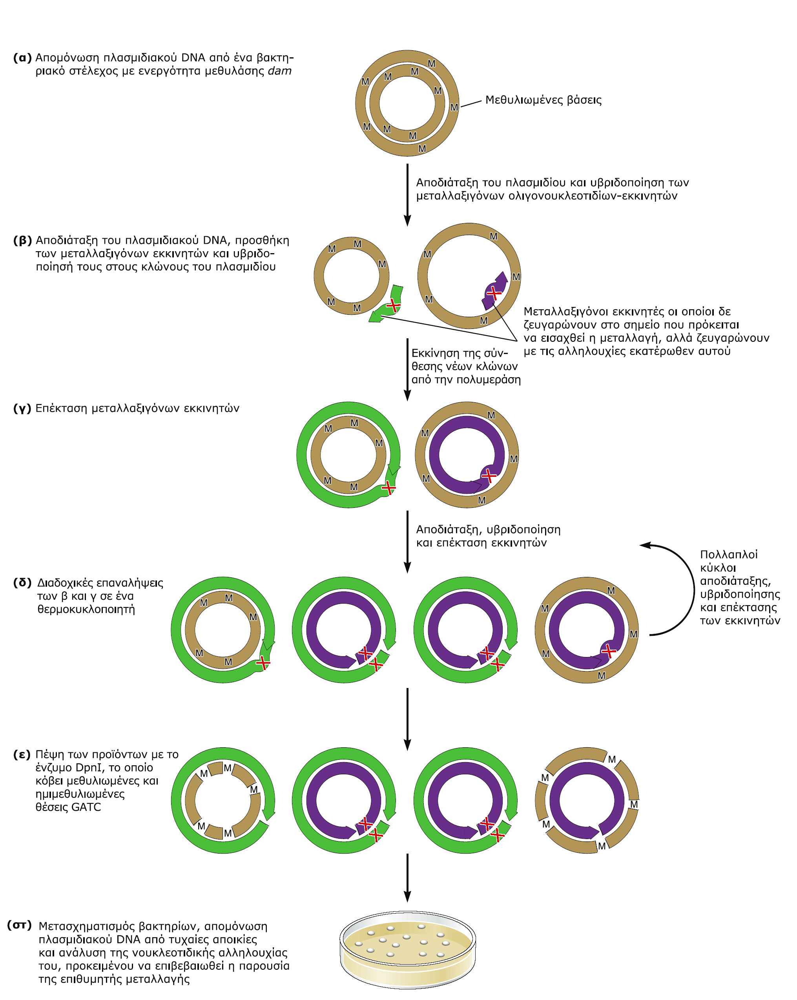 (α) Απομόνωση πλασμιδιακού DNA από ένα βακτη-
ριακό στέλεχος με ενεργότητα μεθυλάσης dam
M
M
M
M
M
M
M
M
M
M
Μεθυλιωμένες βάσεις
Αποδιάταξη του πλασμιδίου και υβριδοποίηση των
μεταλλαξιγόνων ολιγονουκλεοτιδίων-εκκινητών
(β) Αποδιάταξη του πλασμιδιακού DNA, προσθήκη
των μεταλλαξιγόνων εκκινητών και υβριδο-
ποίησή τους στους κλώνους του πλασμιδίου
M
M
M
M
M
M
M
M
M
M
Μεταλλαξιγόνοι εκκινητές οι οποίοι δε
ζευγαρώνουν στο σημείο που πρόκειται
να εισαχθεί η μεταλλαγή, αλλά ζευγαρώνουν
με τις αλληλουχίες εκατέρωθεν αυτού
Εκκίνηση της σύν-
θεσης νέων κλώνων
από την πολυμεράση
(γ) Επέκταση μεταλλαξιγόνων εκκινητών
M
M
M
M
M
M
M
M
M
M
Αποδιάταξη, υβριδοποίηση
και επέκταση εκκινητών
Πολλαπλοί
κύκλοι
αποδιάταξης,
υβριδοποίησης
και επέκτασης
των εκκινητών
(δ) Διαδοχικές επαναλήψεις
των β και γ σε ένα
θερμοκυκλοποιητή
M
M
M
M
M
M
M
M
M
M
(ε) Πέψη των προϊόντων με το
ένζυμο DpnI, το οποίο
κόβει μεθυλιωμένες και
ημιμεθυλιωμένες
θέσεις GATC
M
M
M
M
M
M
M
M
M
M
(στ) Μετασχηματισμός βακτηρίων, απομόνωση
πλασμιδιακού DNA από τυχαίες αποικίες
και ανάλυση της νουκλεοτιδικής αλληλουχίας
του, προκειμένου να επιβεβαιωθεί η παρουσία
της επιθυμητής μεταλλαγής